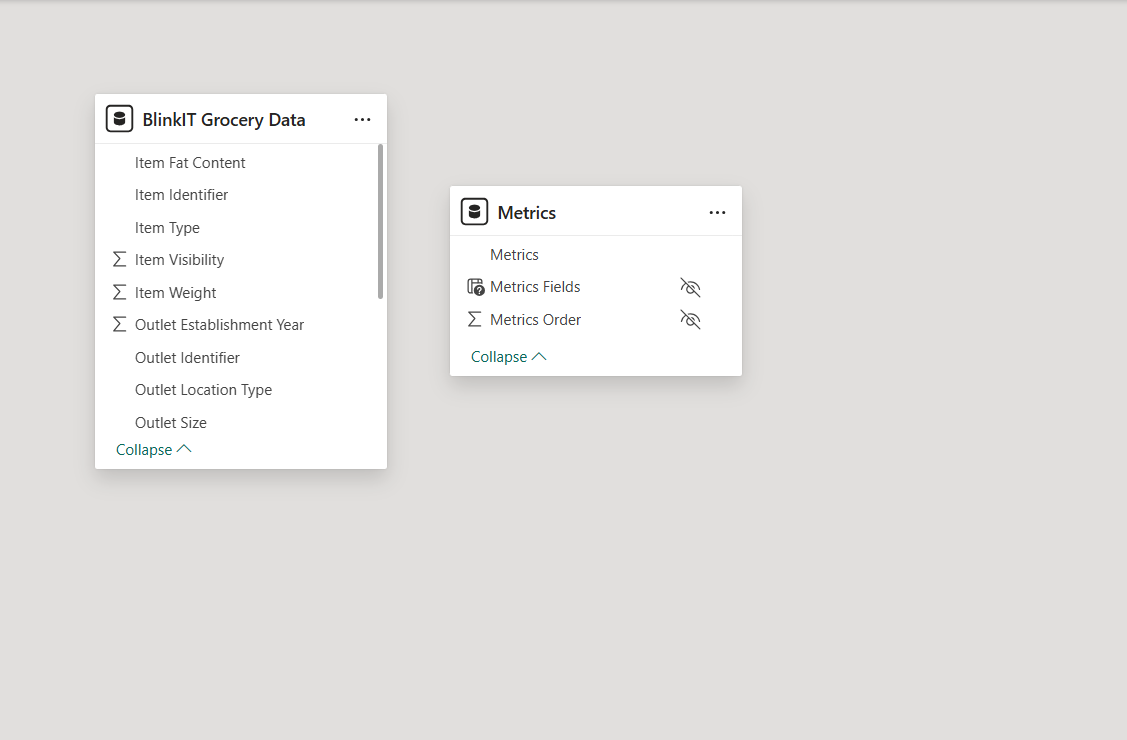 BlinkIT Grocery Data
Item Fat Content
Item Identifier
Item Type
Item Visibility
Item Weight
Outlet Establishment Year
Outlet Identifier
Outlet Location Type
Outlet Size
Collapse
Metrics
Metrics
Metrics Fields
Metrics Order
Collapse